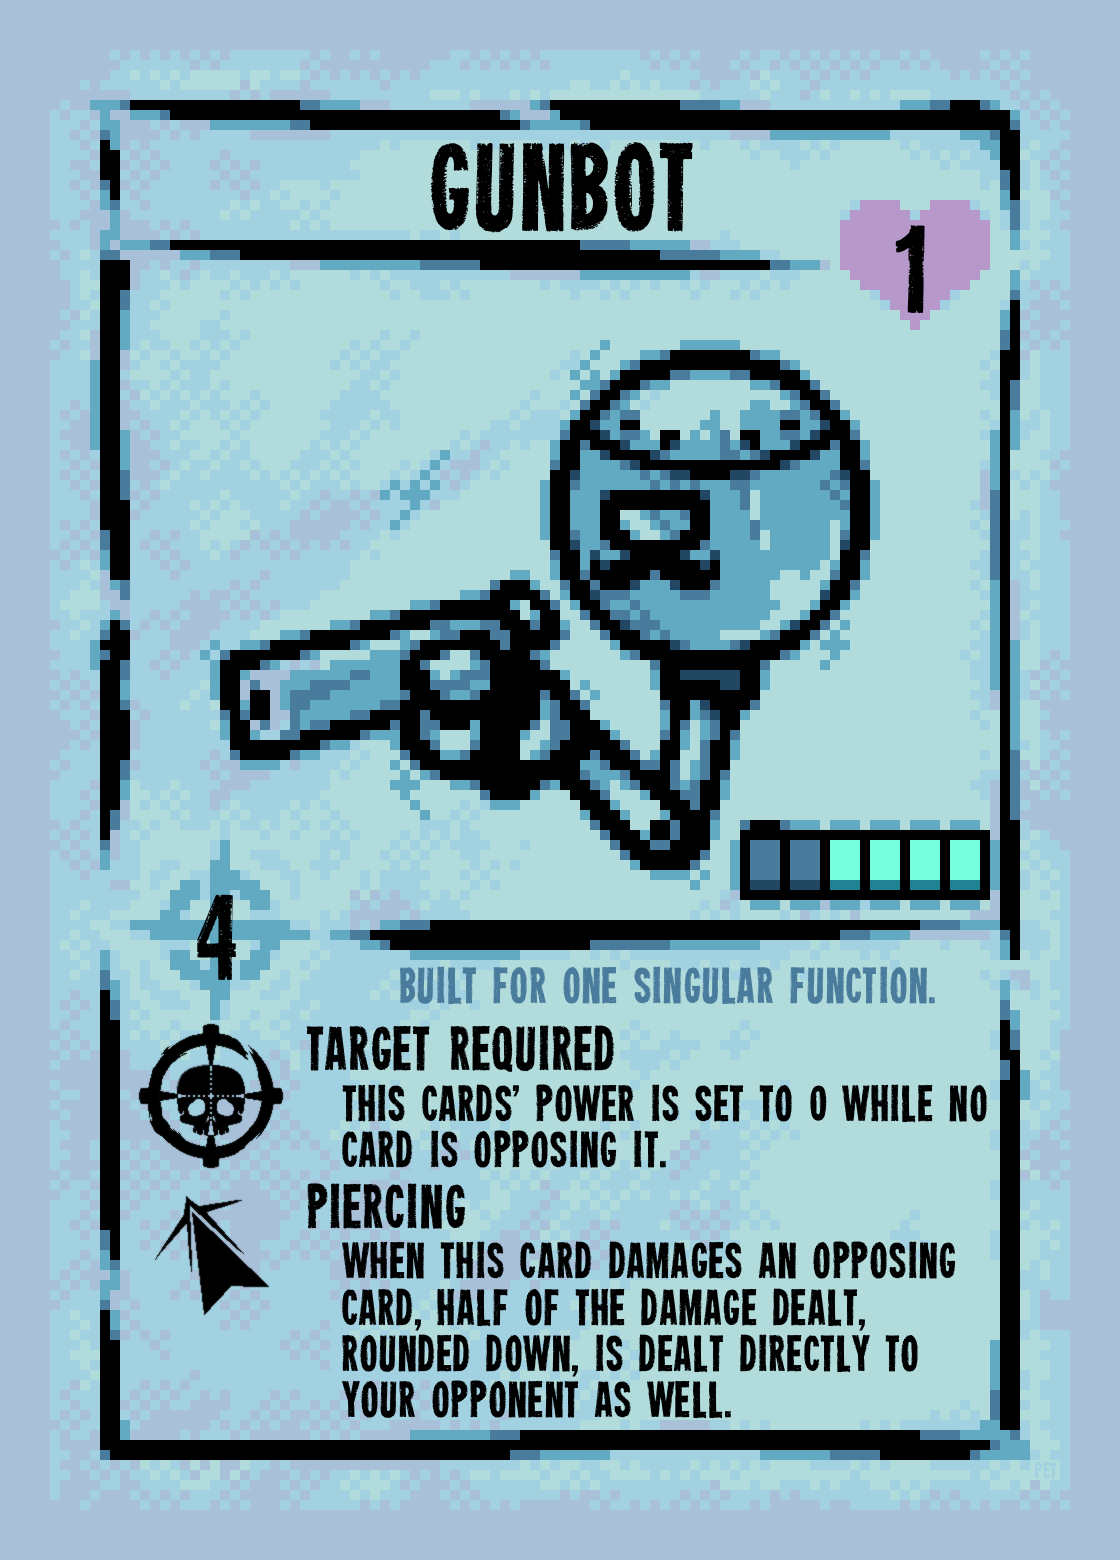 GUNBOT
1
4
BUILT FOR ONE SINGULAR FUNCTION.
TARGET REQUIRED
THIS CARDS' POWER IS SET TO 0 WHILE NO
CARD IS OPPOSING IT.
PIERCING
WHEN THIS CARD DAMAGES AN OPPOSING
CARD, HALF OF THE DAMAGE DEALT,
ROUNDED DOWN, IS DEALT DIRECTLY TO
YOUR OPPONENT AS WELL.
PET